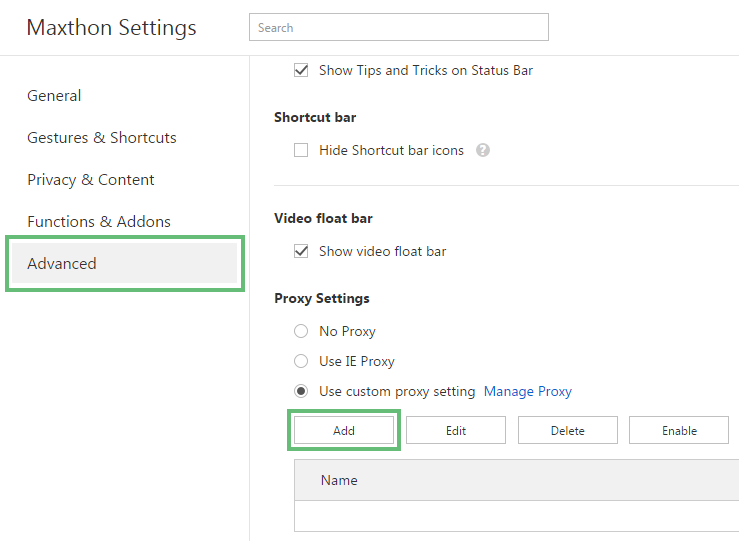 Maxthon Settings
Search
General
Gestures & Shortcuts
Privacy & Content
Functions & Addons
Advanced
Show Tips and Tricks on Status Bar
Shortcut bar
Hide Shortcut bar icons ?
Video float bar
Show video float bar
Proxy Settings
No Proxy
Use IE Proxy
Use custom proxy setting Manage Proxy
Add Edit Delete Enable
Name